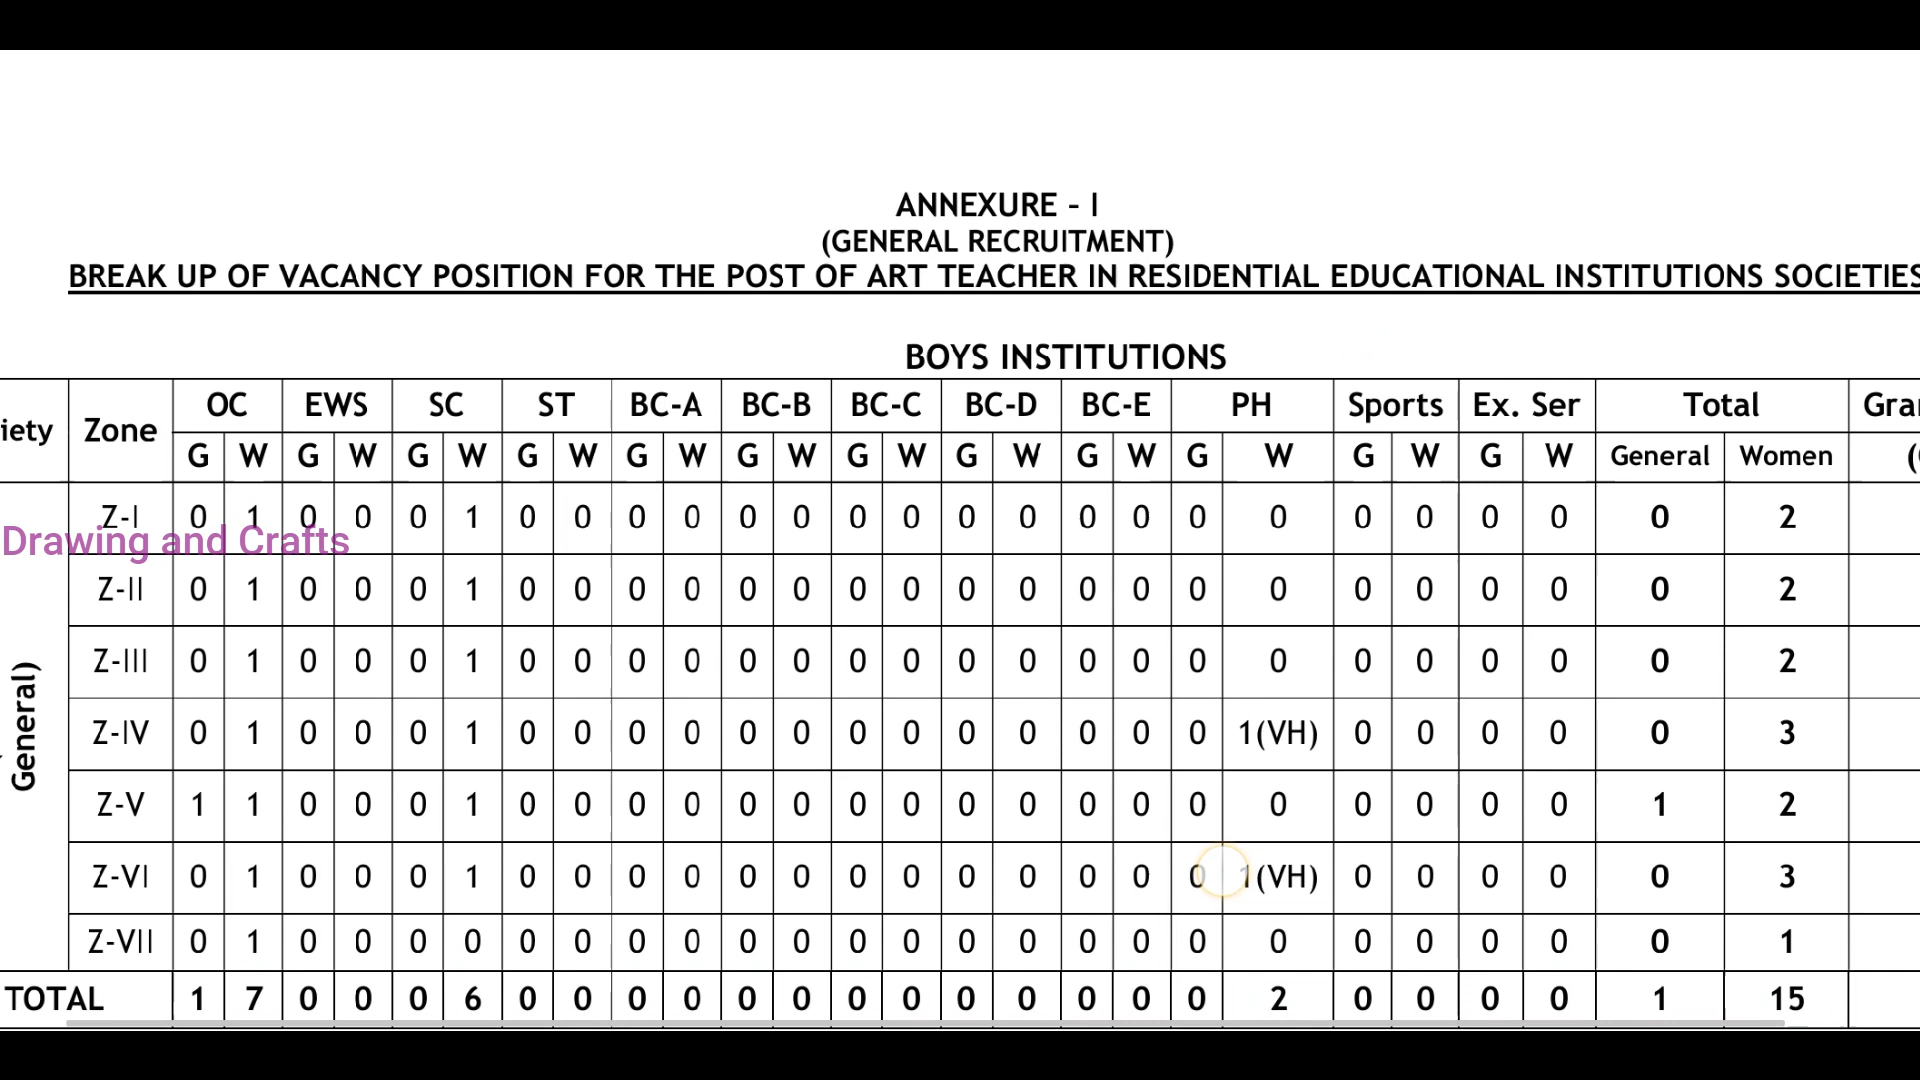 ANNEXURE - I
(GENERAL RECRUITMENT)
BREAK UP OF VACANCY POSITION FOR THE POST OF ART TEACHER IN RESIDENTIAL EDUCATIONAL INSTITUTIONS SOCIETIES
BOYS INSTITUTIONS
Zone OC EWS SC ST BC-A BC-B BC-C BC-D BC-E PH Sports Ex. Ser Total
G W G W G W G W G W G W G W G W G W G W G W G W General Women
Z-I 0 1 0 0 0 1 0 0 0 0 0 0 0 0 0 0 0 0 0 0 0 0 0 0 0 2
Drawing and Crafts
Z-II 0 1 0 0 0 1 0 0 0 0 0 0 0 0 0 0 0 0 0 0 0 0 0 0 0 2
Z-III 0 1 0 0 0 1 0 0 0 0 0 0 0 0 0 0 0 0 0 0 0 0 0 0 0 2
General)
Z-IV 0 1 0 0 0 1 0 0 0 0 0 0 0 0 0 0 0 0 0 1(VH) 0 0 0 0 0 3
Z-V 1 1 0 0 0 1 0 0 0 0 0 0 0 0 0 0 0 0 0 0 0 0 0 0 1 2
Z-VI 0 1 0 0 0 1 0 0 0 0 0 0 0 0 0 0 0 0 0 1(VH) 0 0 0 0 0 3
Z-VII 0 1 0 0 0 0 0 0 0 0 0 0 0 0 0 0 0 0 0 0 0 0 0 0 0 1
TOTAL 1 7 0 0 0 6 0 0 0 0 0 0 0 0 0 0 0 0 0 2 0 0 0 0 1 15